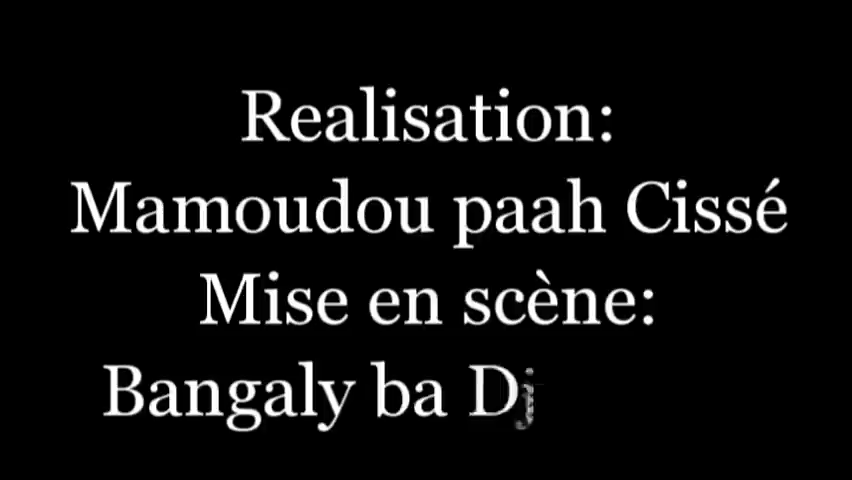 Realisation:
Mamoudou paah Cissé
Mise en scène:
Bangaly ba